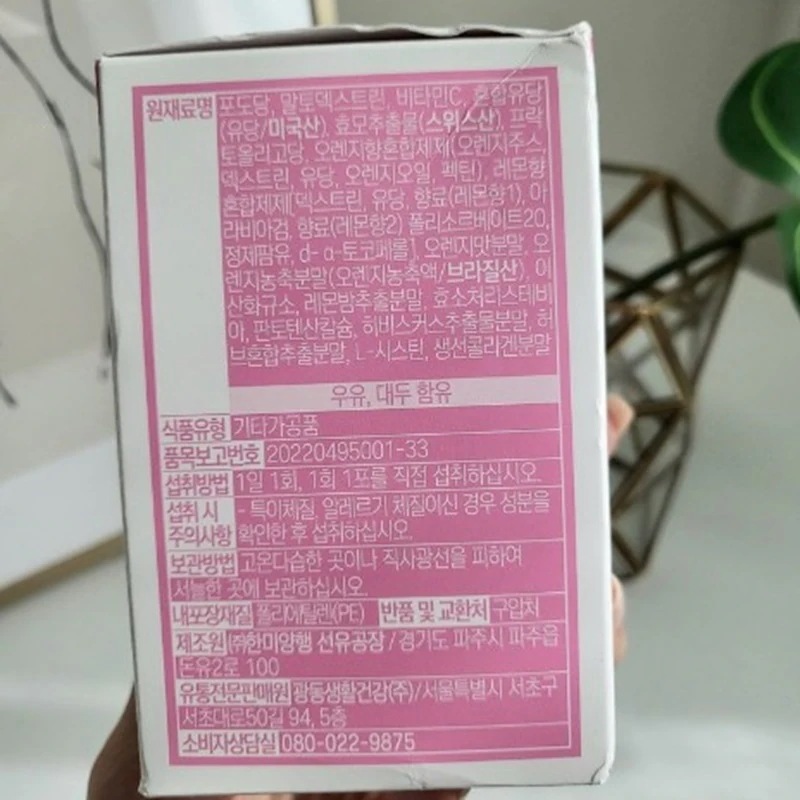 원재료명 포도당, 말토덱스트린, 비타민C, 혼합유당
(유당/미국산), 효모추출물(스위스산), 프락
토올리고당, 오렌지향혼합제제(오렌지주스,
덱스트린, 유당, 오렌지오일, 펙틴), 레몬향
혼합제제[덱스트린, 유당, 향료(레몬향1), 아
라비아검, 향료(레몬향2) 폴리소르베이트20,
정제팜유, d-α-토코페롤], 오렌지맛분말, 오
렌지농축분말(오렌지농축액/브라질산), 이
산화규소, 레몬밤추출분말, 효소처리스테비
아, 판토텐산칼슘, 히비스커스추출물분말, 허
브혼합추출분말, L-시스틴, 생선콜라겐분말
우유, 대두 함유
식품유형 기타가공품
품목보고번호 20220495001-33
섭취방법 1일 1회, 1회 1포를 직접 섭취하십시오.
섭취 시 - 특이체질, 알레르기 체질이신 경우 성분을
주의사항 확인한 후 섭취하십시오.
보관방법 고온다습한 곳이나 직사광선을 피하여
서늘한 곳에 보관하십시오.
내포장재질 폴리에틸렌(PE) 반품 및 교환처 구입처
제조원 ㈜한미양행 선유공장 / 경기도 파주시 파주읍
돈유2로 100
유통전문판매원 광동생활건강(주)/서울특별시 서초구
서초대로50길 94, 5층
소비자상담실 080-022-9875